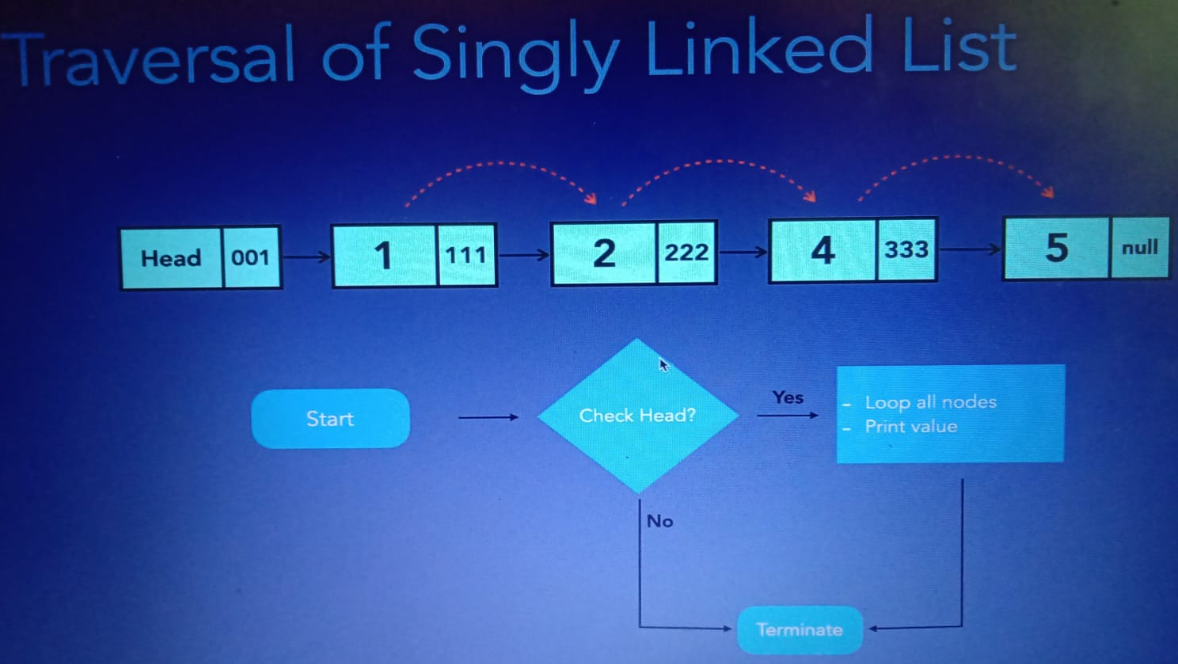 Traversal of Singly Linked List
Head 001 1 111 2 222 4 333 5 null
Start
Check Head?
Yes
- Loop all nodes
- Print value
No
Terminate